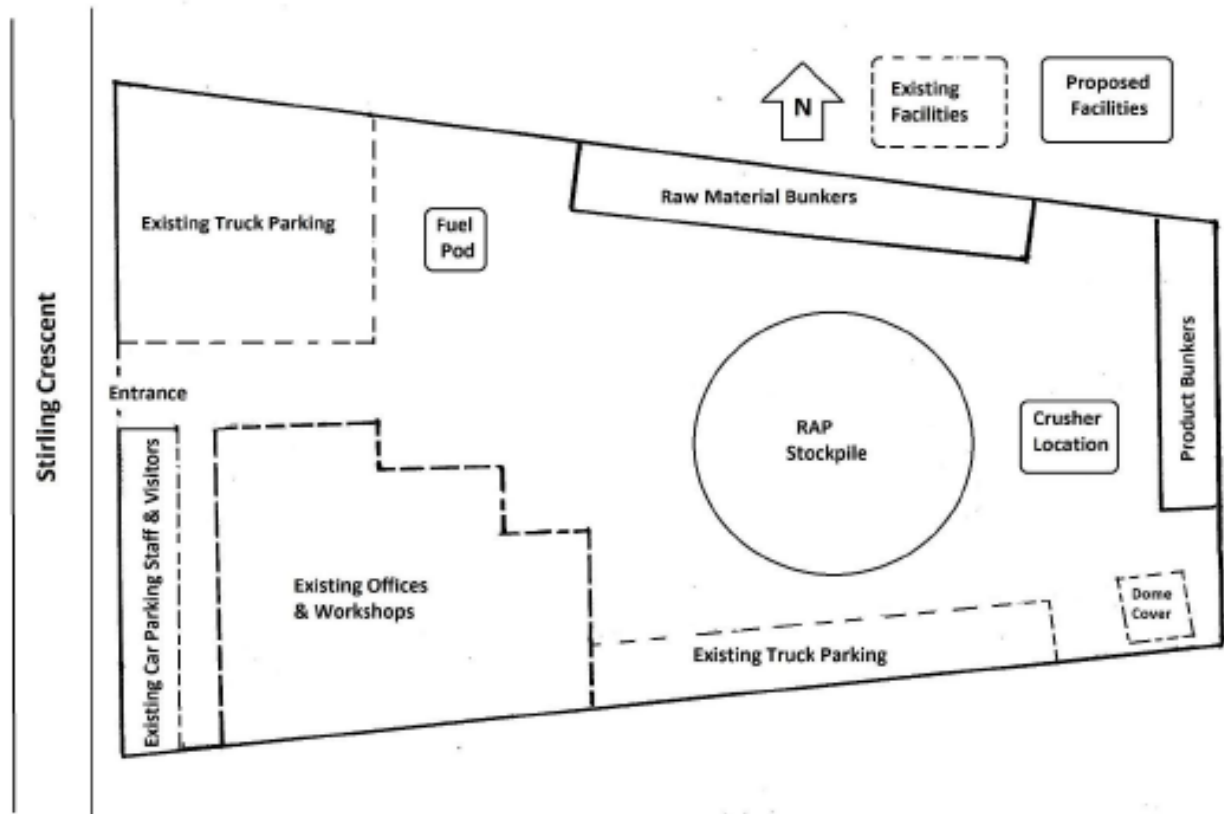 N
Existing
Facilities
Proposed
Facilities
Existing Truck Parking
Fuel
Pod
Raw Material Bunkers
Stirling Crescent
Entrance
Product Bunkers
RAP
Stockpile
Crusher
Location
Existing Car Parking Staff & Visitors
Existing Offices
& Workshops
Existing Truck Parking
Dome
Cover